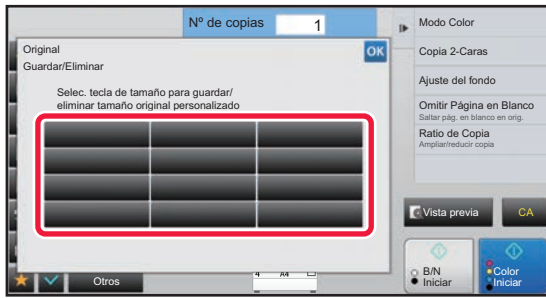 Nº de copias
1
Original
OK
Guardar/Eliminar
Selec. tecla de tamaño para guardar/
eliminar tamaño original personalizado
Modo Color
Copia 2-Caras
Ajuste del fondo
Omitir Página en Blanco
Saltar pág. en blanco en orig.
Ratio de Copia
Ampliar/reducir copia
Vista previa
CA
Otros
A4
B/N
Iniciar
Color
Iniciar